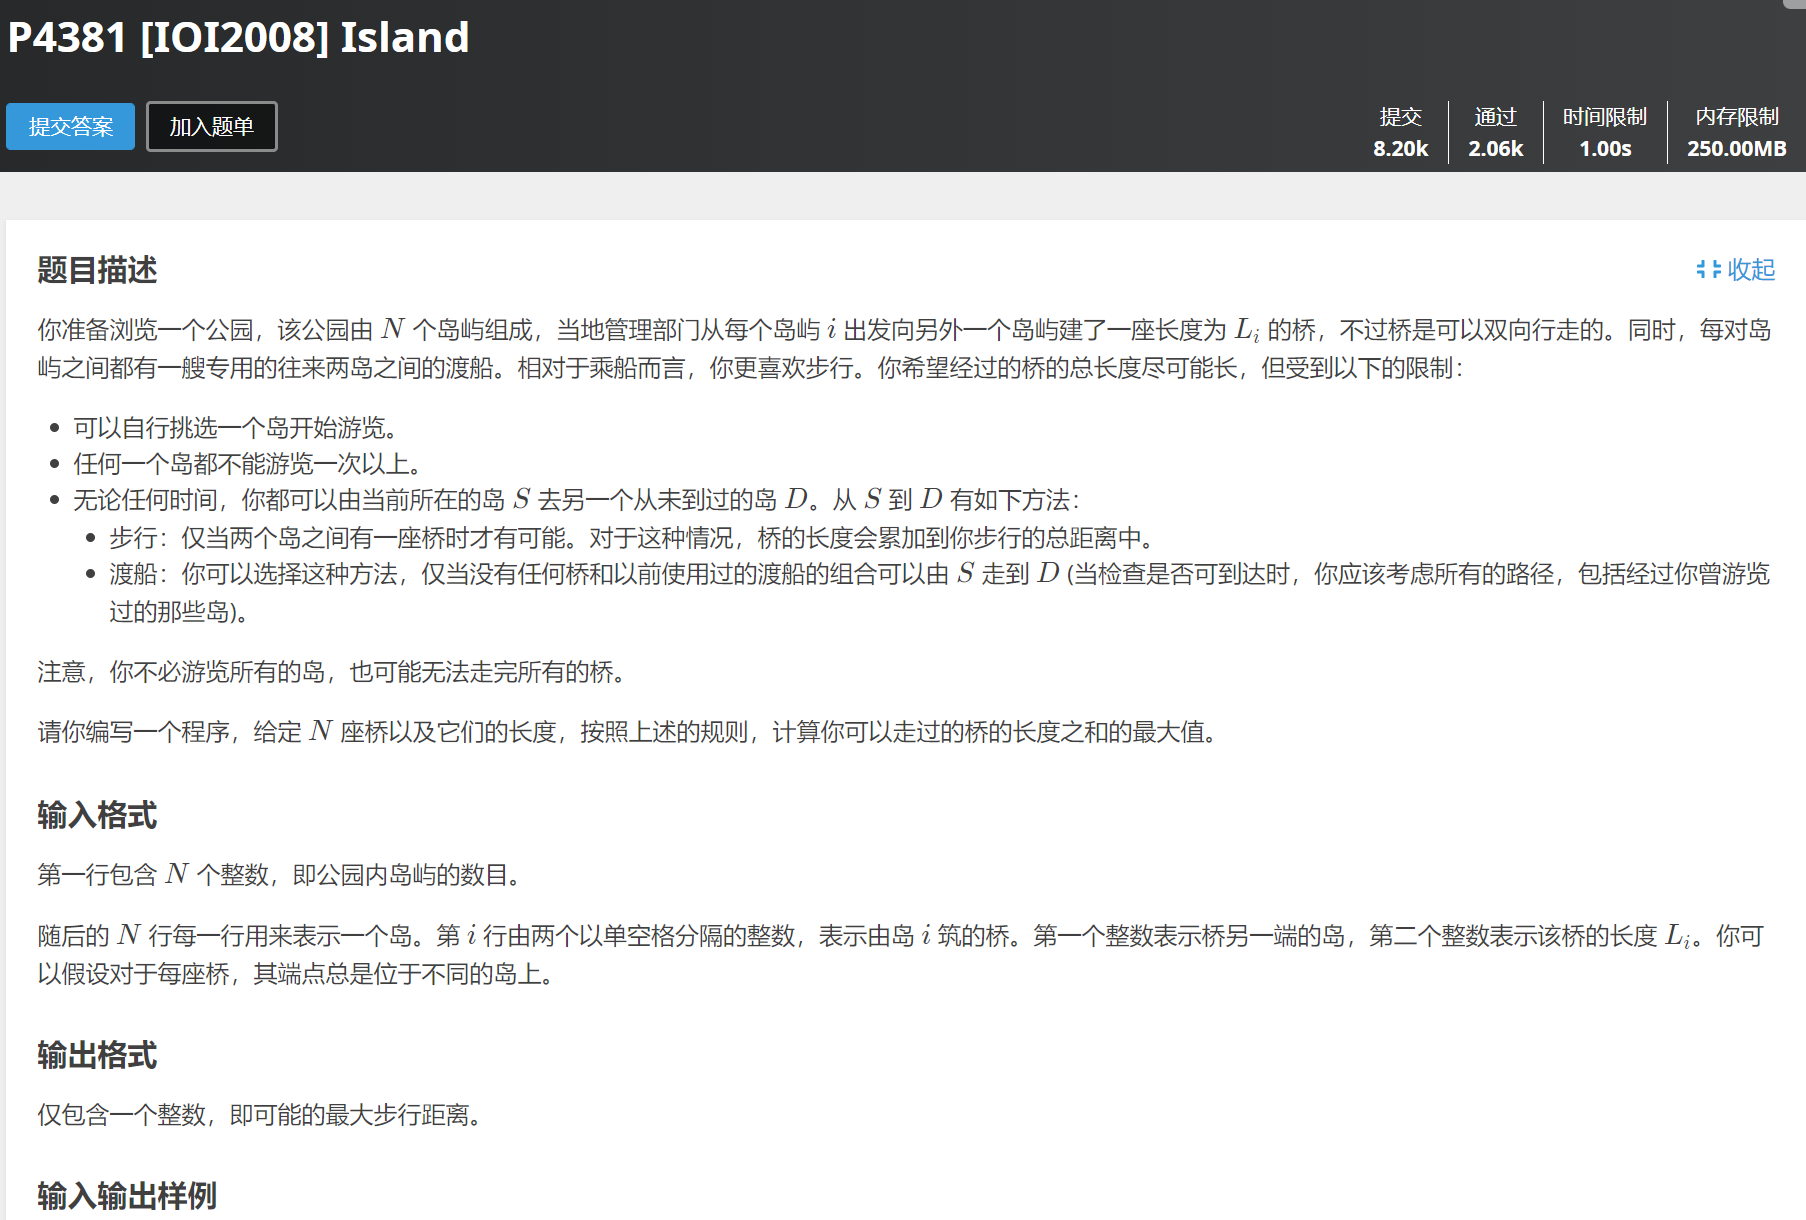 P4381 [IOI2008] Island
提交答案
加入题单
提交
8.20k
通过
2.06k
时间限制
1.00s
内存限制
250.00MB
题目描述
收起
你准备浏览一个公园，该公园由 N 个岛屿组成，当地管理部门从每个岛屿 i 出发向另外一个岛屿建了一座长度为 Lᵢ 的桥，不过桥是可以双向行走的。同时，每对岛
屿之间都有一艘专用的往来两岛之间的渡船。相对于乘船而言，你更喜欢步行。你希望经过的桥的总长度尽可能长，但受到以下的限制：
• 可以自行挑选一个岛开始游览。
• 任何一个岛都不能游览一次以上。
• 无论任何时间，你都可以由当前所在的岛 S 去另一个从未到过的岛 D。从 S 到 D 有如下方法：
• 步行：仅当两个岛之间有一座桥时才有可能。对于这种情况，桥的长度会累加到你步行的总距离中。
• 渡船：你可以选择这种方法，仅当没有任何桥和以前使用过的渡船的组合可以由 S 走到 D (当检查是否可到达时，你应该考虑所有的路径，包括经过你曾游览
过的那些岛)。
注意，你不必游览所有的岛，也可能无法走完所有的桥。
请你编写一个程序，给定 N 座桥以及它们的长度，按照上述的规则，计算你可以走过的桥的长度之和的最大值。
输入格式
第一行包含 N 个整数，即公园内岛屿的数目。
随后的 N 行每一行用来表示一个岛。第 i 行由两个以单空格分隔的整数，表示由岛 i 筑的桥。第一个整数表示桥另一端的岛，第二个整数表示该桥的长度 Lᵢ。你可
以假设对于每座桥，其端点总是位于不同的岛上。
输出格式
仅包含一个整数，即可能的最大步行距离。
输入输出样例